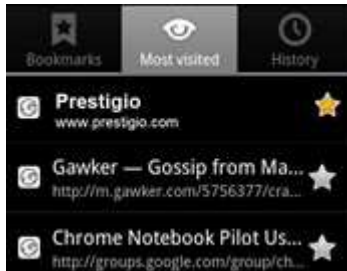 Bookmarks
Most visited
History
Prestigio
www.prestigio.com
Gawker — Gossip from Ma...
http://m.gawker.com/5756377/cra...
Chrome Notebook Pilot Us...
http://groups.google.com/group/ch...